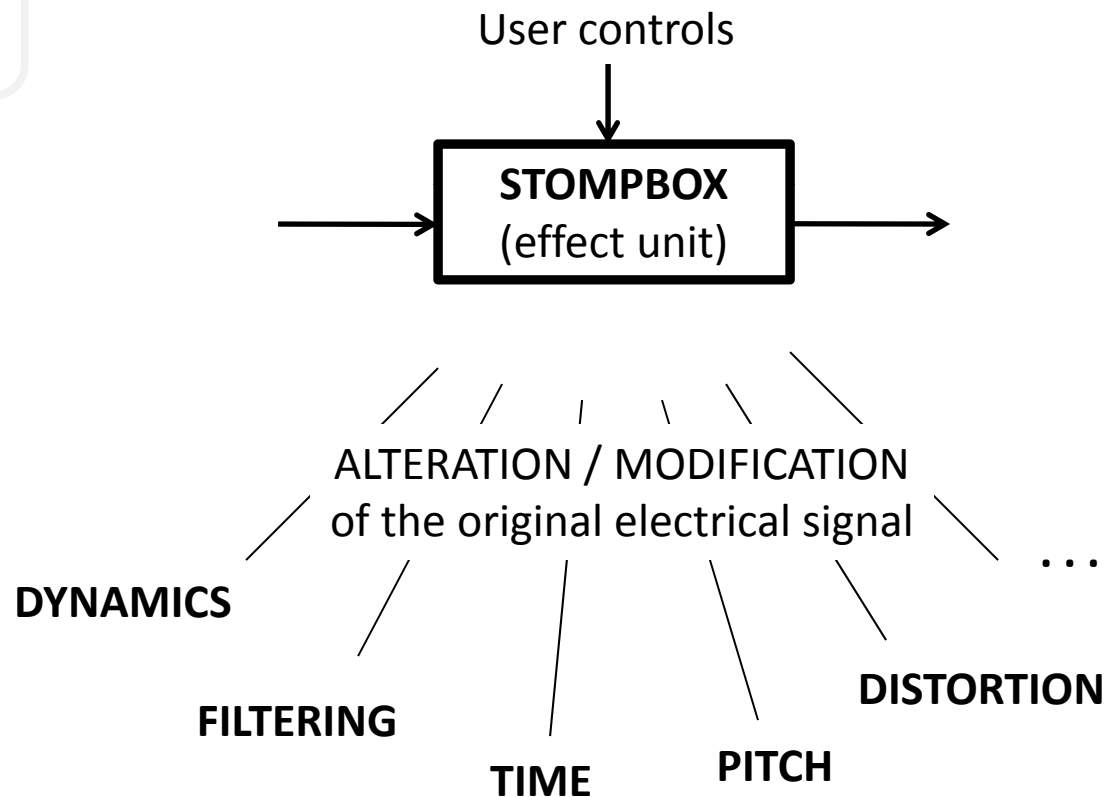 User controls
STOMPBOX
(effect unit)
ALTERATION / MODIFICATION
of the original electrical signal
...
DYNAMICS
DISTORTION
FILTERING
PITCH
TIME